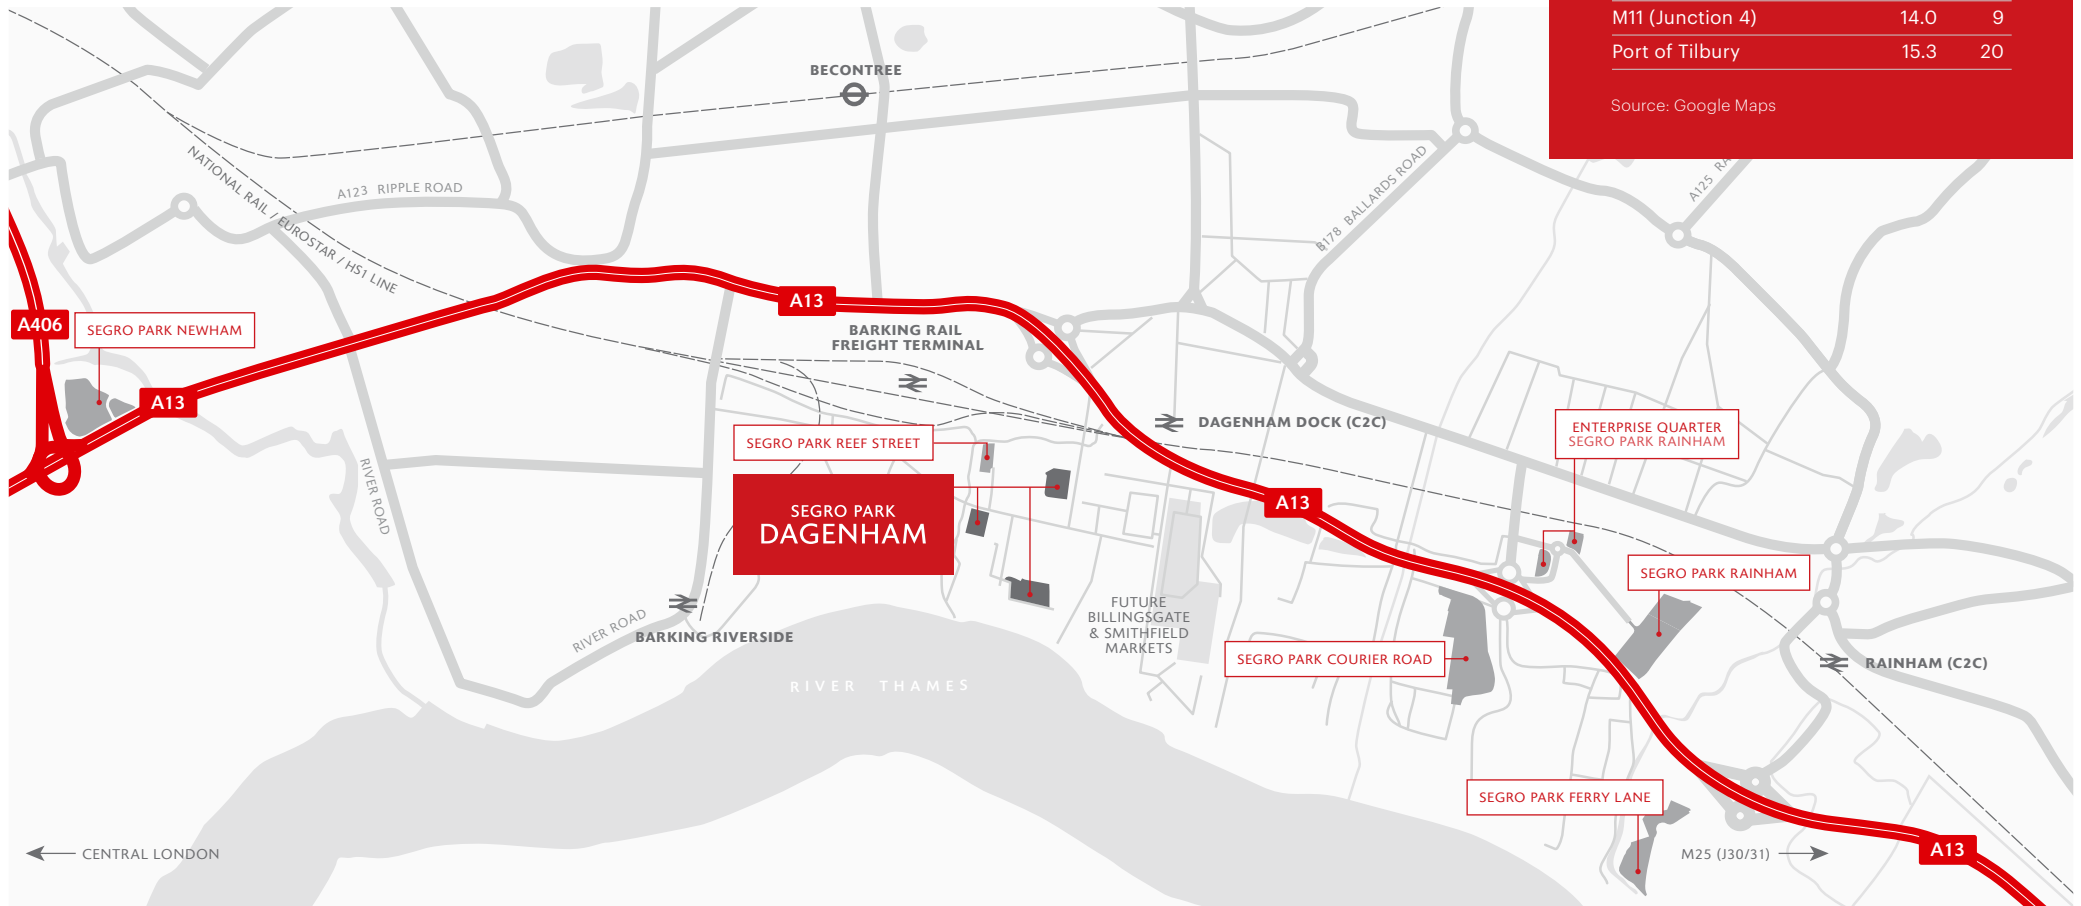 M11 (Junction 4) 14.0 9
Port of Tilbury 15.3 20
Source: Google Maps
BECONTREE
NATIONAL RAIL / EUROSTAR / HS1 LINE
A123 RIPPLE ROAD
B178 BALLARDS ROAD
A125
A406
SEGRO PARK NEWHAM
A13
A13
BARKING RAIL
FREIGHT TERMINAL
DAGENHAM DOCK (C2C)
ENTERPRISE QUARTER
SEGRO PARK RAINHAM
SEGRO PARK REEF STREET
RIVER ROAD
SEGRO PARK
DAGENHAM
A13
SEGRO PARK RAINHAM
FUTURE
BILLINGSGATE
& SMITHFIELD
MARKETS
RIVER ROAD
BARKING RIVERSIDE
SEGRO PARK COURIER ROAD
RAINHAM (C2C)
RIVER THAMES
SEGRO PARK FERRY LANE
CENTRAL LONDON
M25 (J30/31)
A13